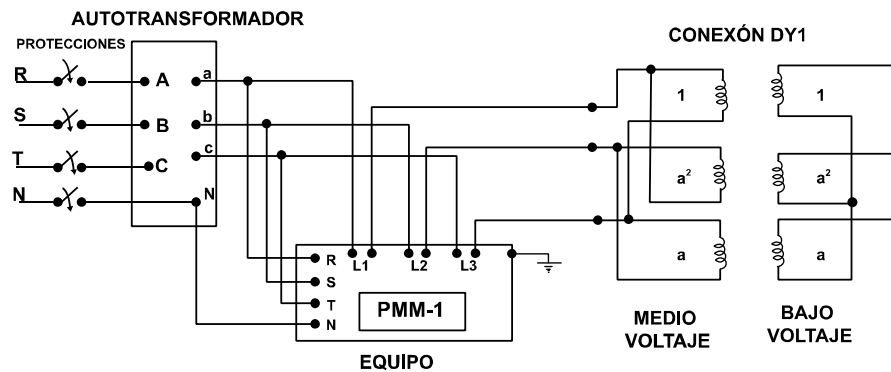 AUTOTRANSFORMADOR
PROTECCIONES
CONEXÓN DY1
R
A
a
S
B
b
T
C
c
N
N
1
1
a²
a²
a
a
L1
L2
L3
R
S
T
N
PMM-1
EQUIPO
MEDIO
VOLTAJE
BAJO
VOLTAJE